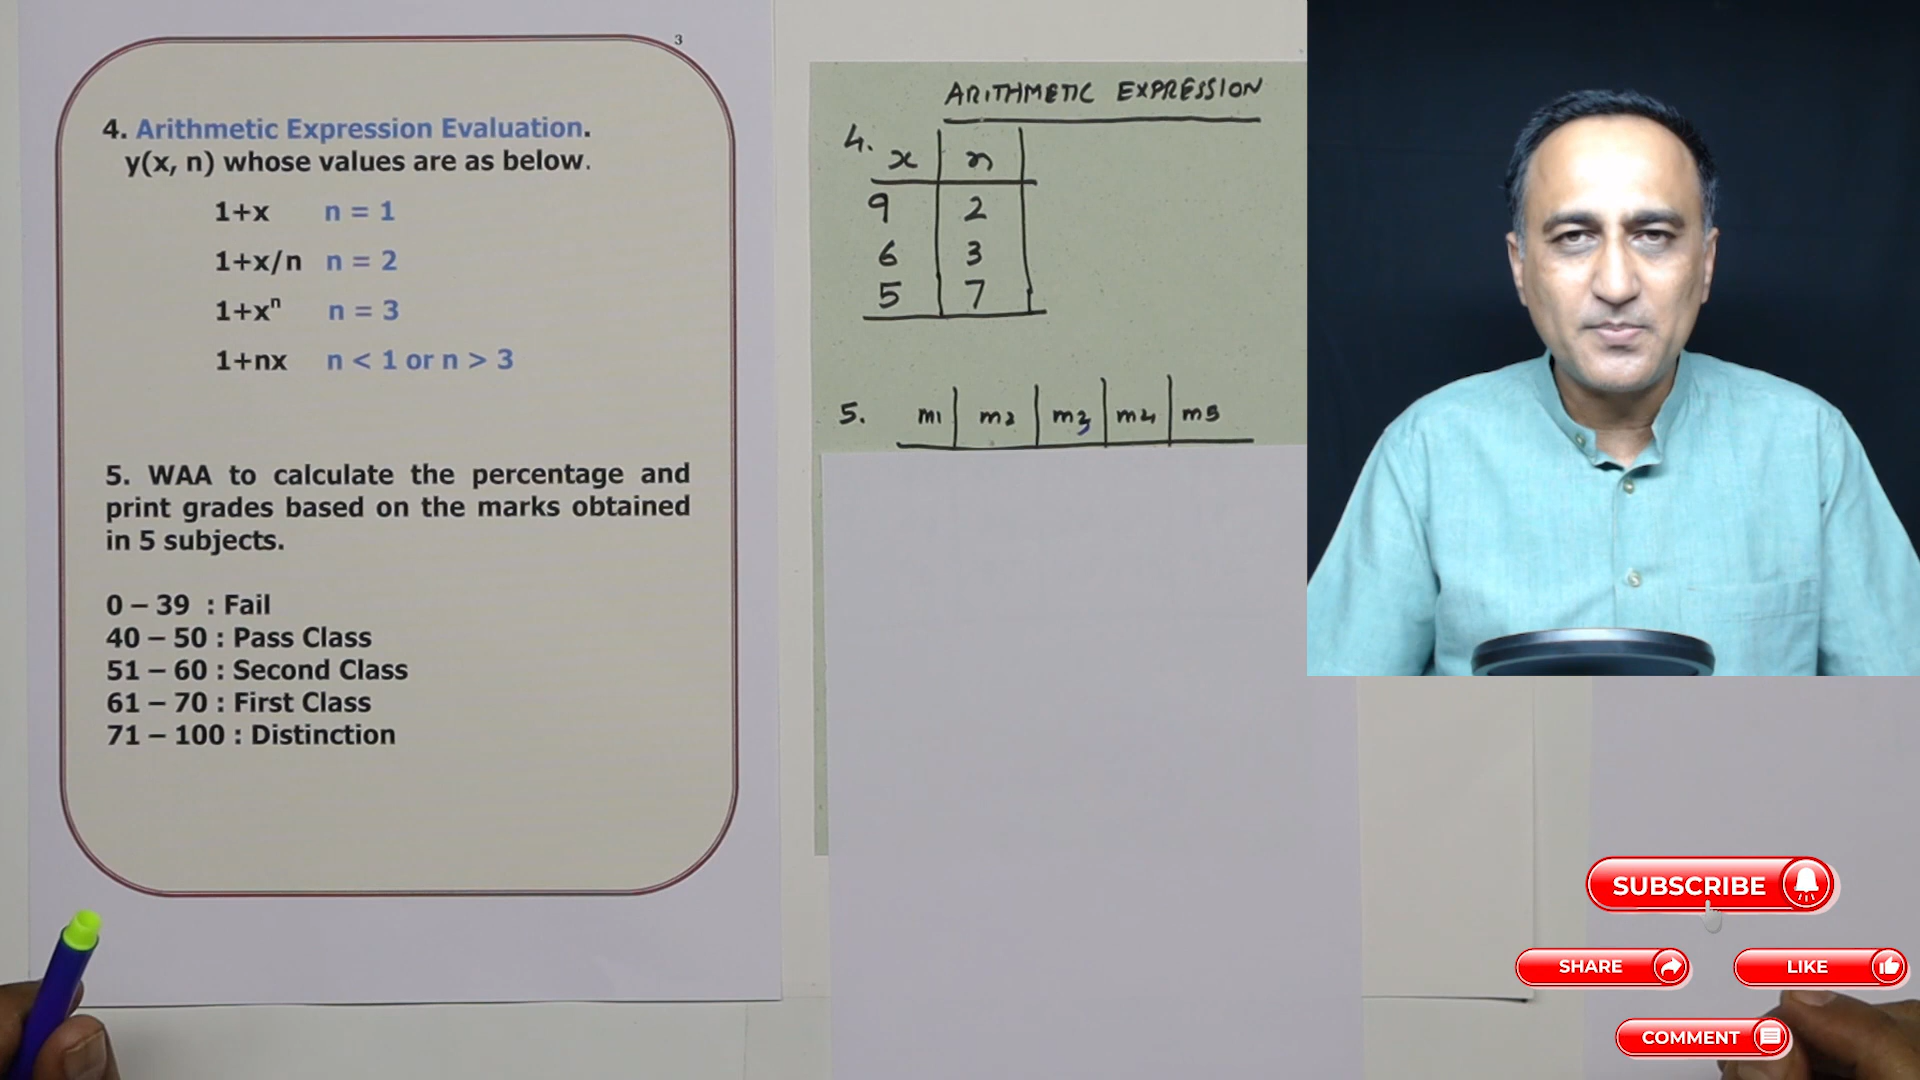 3
4. Arithmetic Expression Evaluation.
y(x, n) whose values are as below.
1+x n = 1
1+x/n n = 2
1+xⁿ n = 3
1+nx n < 1 or n > 3
5. WAA to calculate the percentage and
print grades based on the marks obtained
in 5 subjects.
0 – 39 : Fail
40 – 50 : Pass Class
51 – 60 : Second Class
61 – 70 : First Class
71 – 100 : Distinction
ARITHMETIC EXPRESSION
4. x n
9 2
6 3
5 7
5. m1 m2 m3 m4 m5
SUBSCRIBE
SHARE LIKE
COMMENT